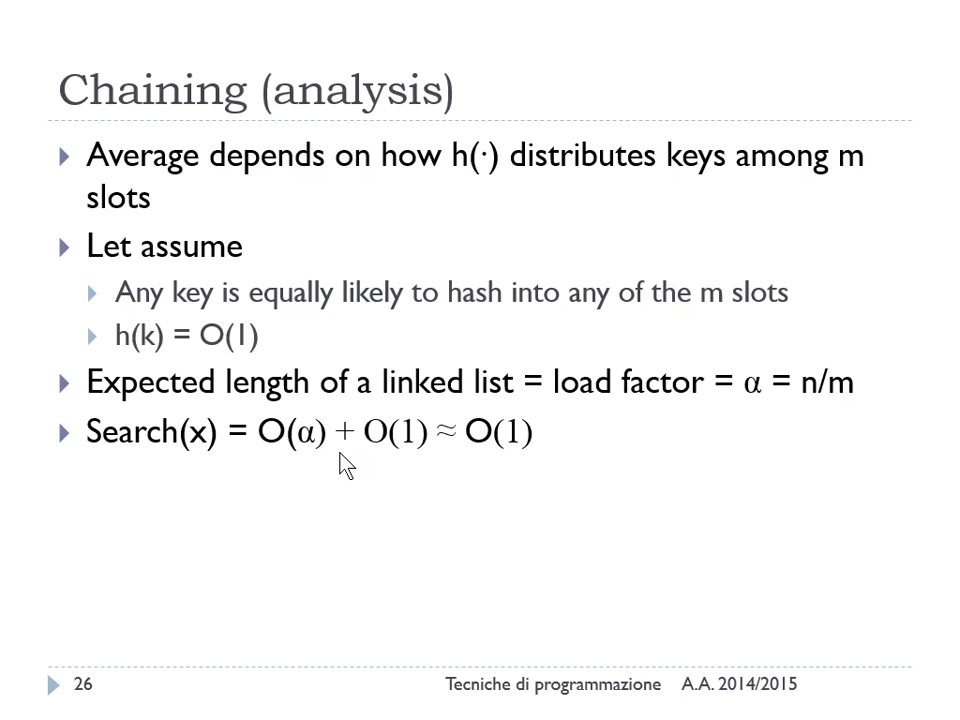 Chaining (analysis)
Average depends on how h(·) distributes keys among m
slots
Let assume
Any key is equally likely to hash into any of the m slots
h(k) = O(1)
Expected length of a linked list = load factor = α = n/m
Search(x) = O(α) + O(1) ≈ O(1)
26 Tecniche di programmazione A.A. 2014/2015